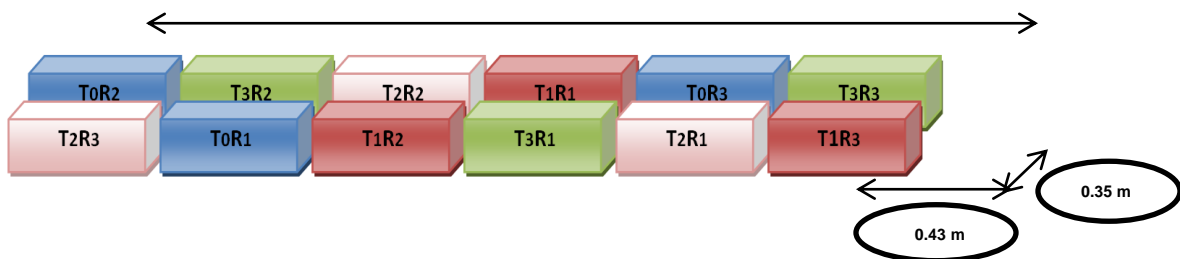 T0R2 T3R2 T2R2 T1R1 T0R3 T3R3
T2R3 T0R1 T1R2 T3R1 T2R1 T1R3
0.35 m
0.43 m